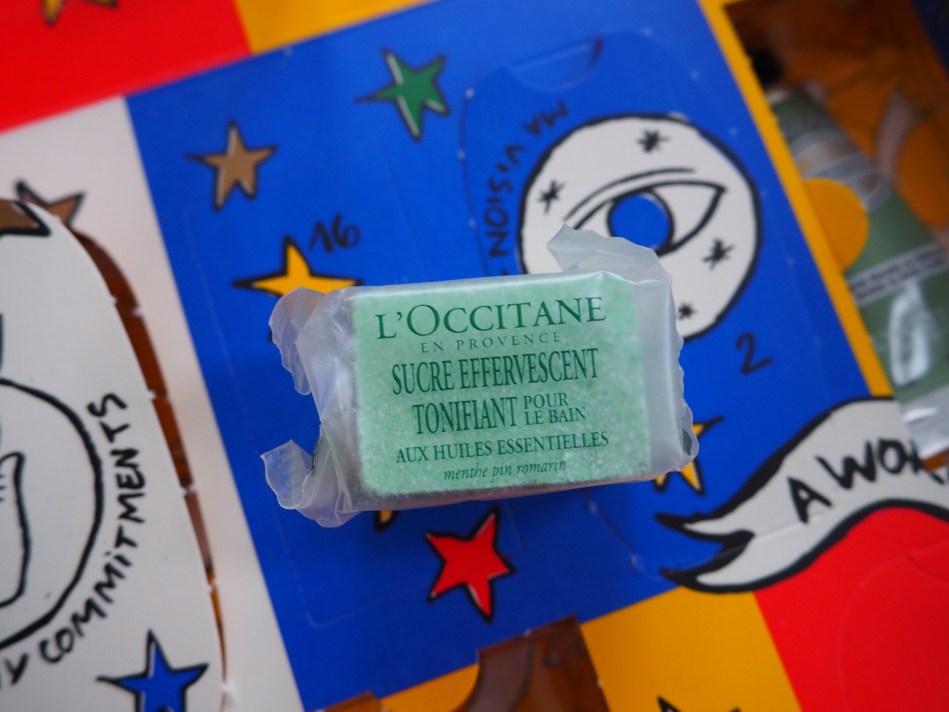 MA VISION
16
L'OCCITANE
EN PROVENCE
SUCRE EFFERVESCENT
TONIFIANT POUR
LE BAIN
AUX HUILES ESSENTIELLES
menthe pin romarin
2
COMMITMENTS
A